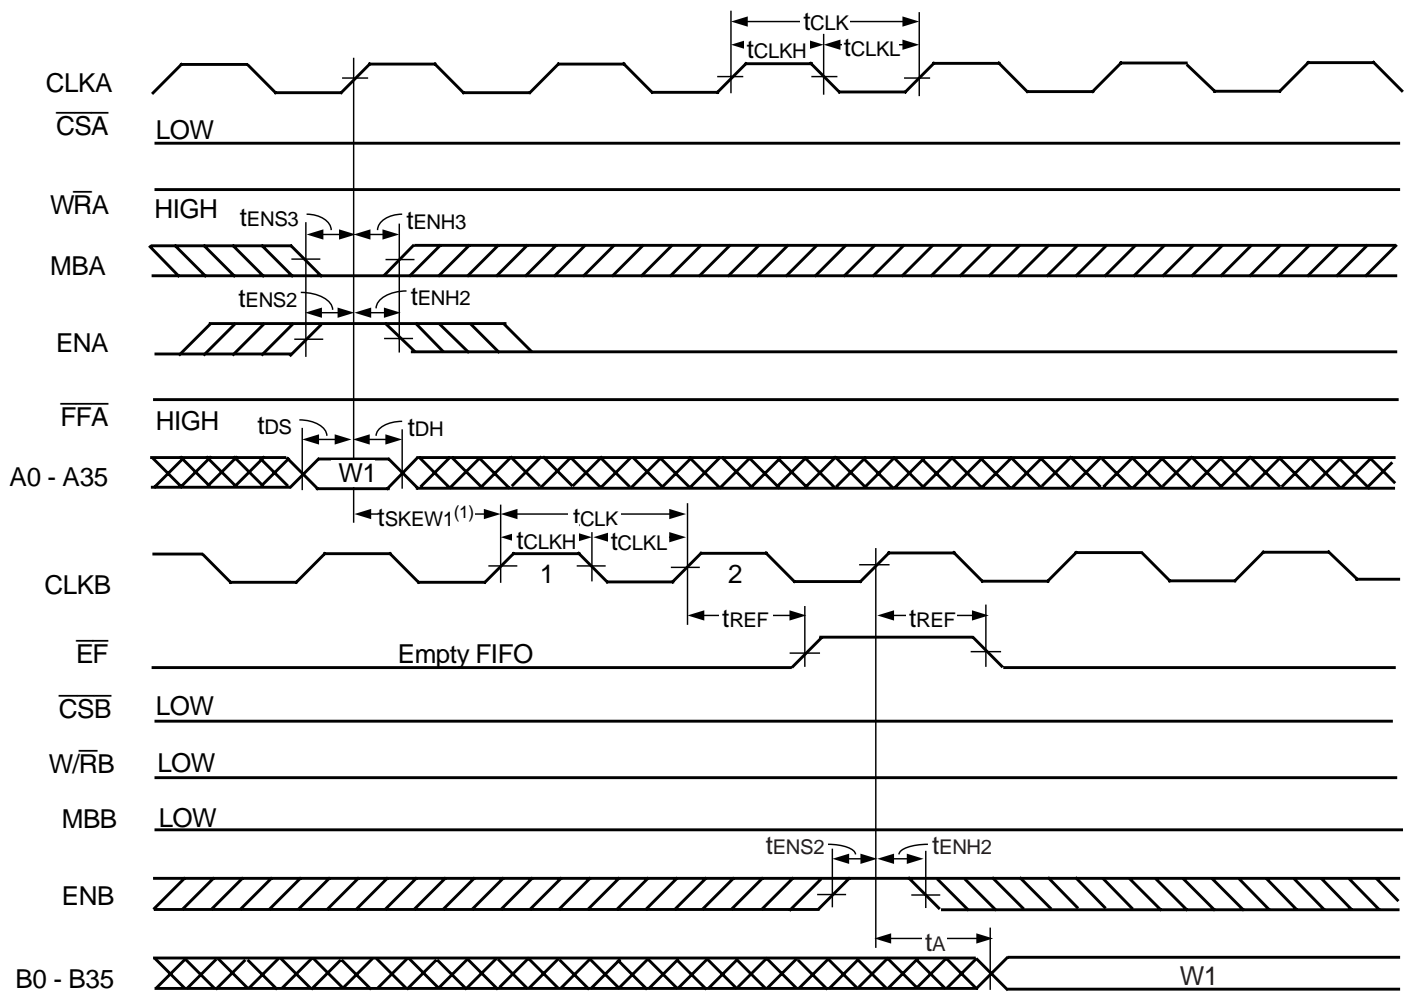 tCLK
tCLKH tCLKL
CLKA
CSA LOW
WRA HIGH
tENS3 tENH3
MBA
tENS2 tENH2
ENA
FFA HIGH
tDS tDH
A0 - A35 W1
tSKEW1(1) tCLK
tCLKH tCLKL
CLKB 1 2
tREF tREF
EF Empty FIFO
CSB LOW
W/RB LOW
MBB LOW
tENS2 tENH2
ENB
tA
B0 - B35 W1